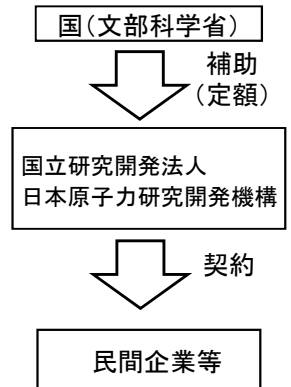 国（文部科学省）
補助
（定額）
国立研究開発法人
日本原子力研究開発機構
契約
民間企業等